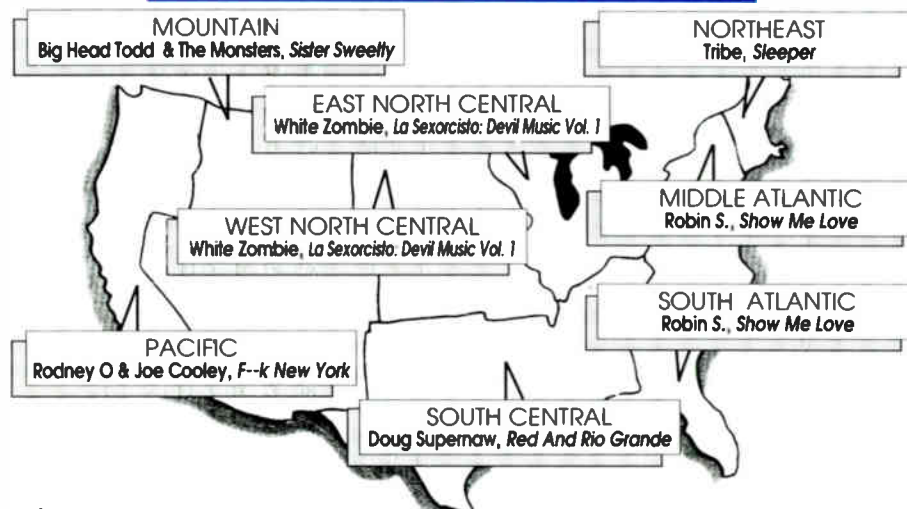 MOUNTAIN
Big Head Todd & The Monsters, Sister Sweetly
NORTHEAST
Tribe, Sleeper
EAST NORTH CENTRAL
White Zombie, La Sexorcisto: Devil Music Vol. 1
MIDDLE ATLANTIC
Robin S., Show Me Love
WEST NORTH CENTRAL
White Zombie, La Sexorcisto: Devil Music Vol. 1
SOUTH ATLANTIC
Robin S., Show Me Love
PACIFIC
Rodney O & Joe Cooley, F--k New York
SOUTH CENTRAL
Doug Supernaw, Red And Rio Grande